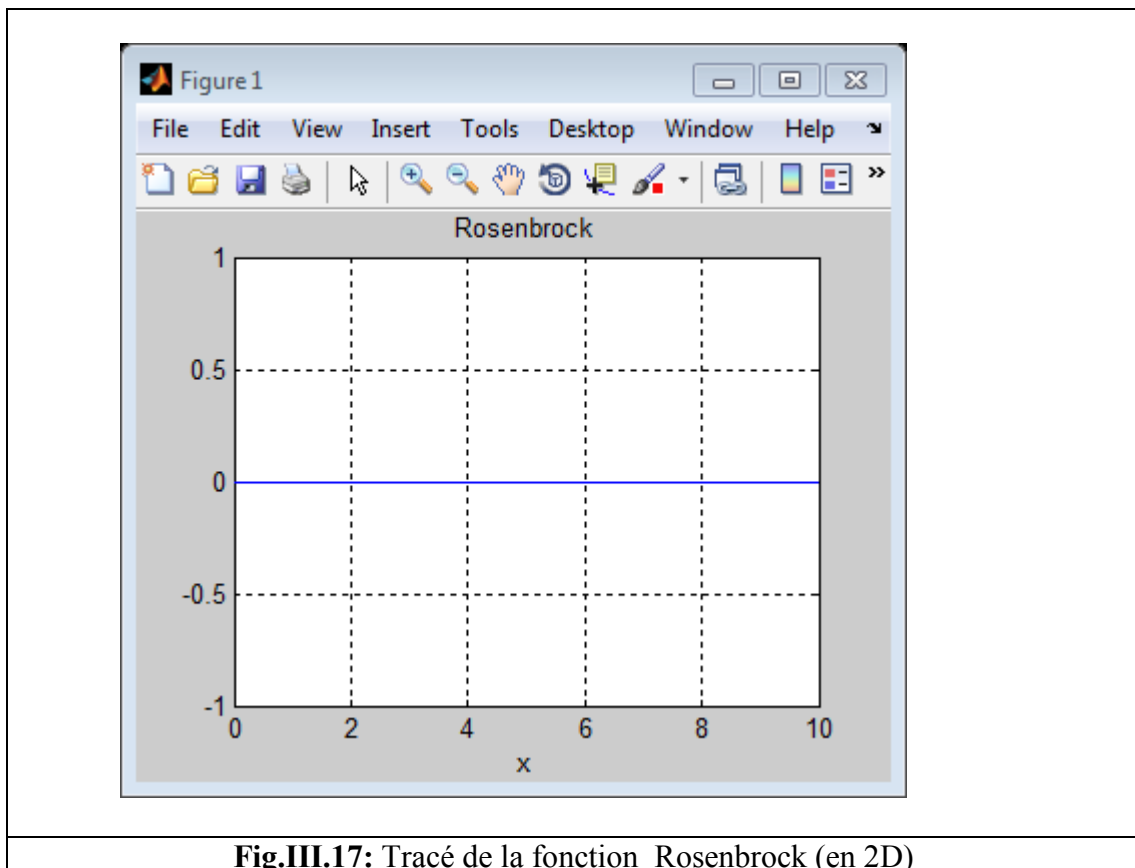 Figure 1
File Edit View Insert Tools Desktop Window Help
Rosenbrock
1
0.5
0
-0.5
-1
0 2 4 6 8 10
x
Fig.III.17: Tracé de la fonction Rosenbrock (en 2D)